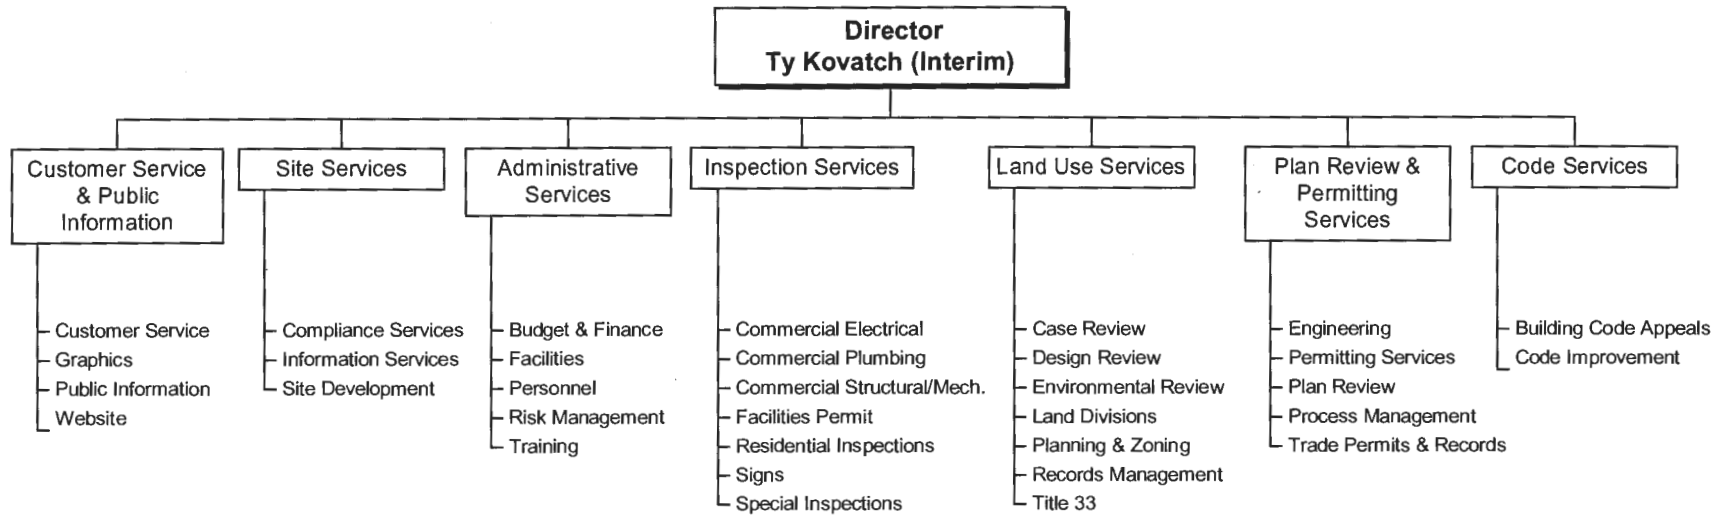 Director
Ty Kovatch (Interim)
Customer Service
& Public
Information
Customer Service
Graphics
Public Information
Website
Site Services
Compliance Services
Information Services
Site Development
Administrative
Services
Budget & Finance
Facilities
Personnel
Risk Management
Training
Inspection Services
Commercial Electrical
Commercial Plumbing
Commercial Structural/Mech.
Facilities Permit
Residential Inspections
Signs
Special Inspections
Land Use Services
Case Review
Design Review
Environmental Review
Land Divisions
Planning & Zoning
Records Management
Title 33
Plan Review &
Permitting
Services
Engineering
Permitting Services
Plan Review
Process Management
Trade Permits & Records
Code Services
Building Code Appeals
Code Improvement